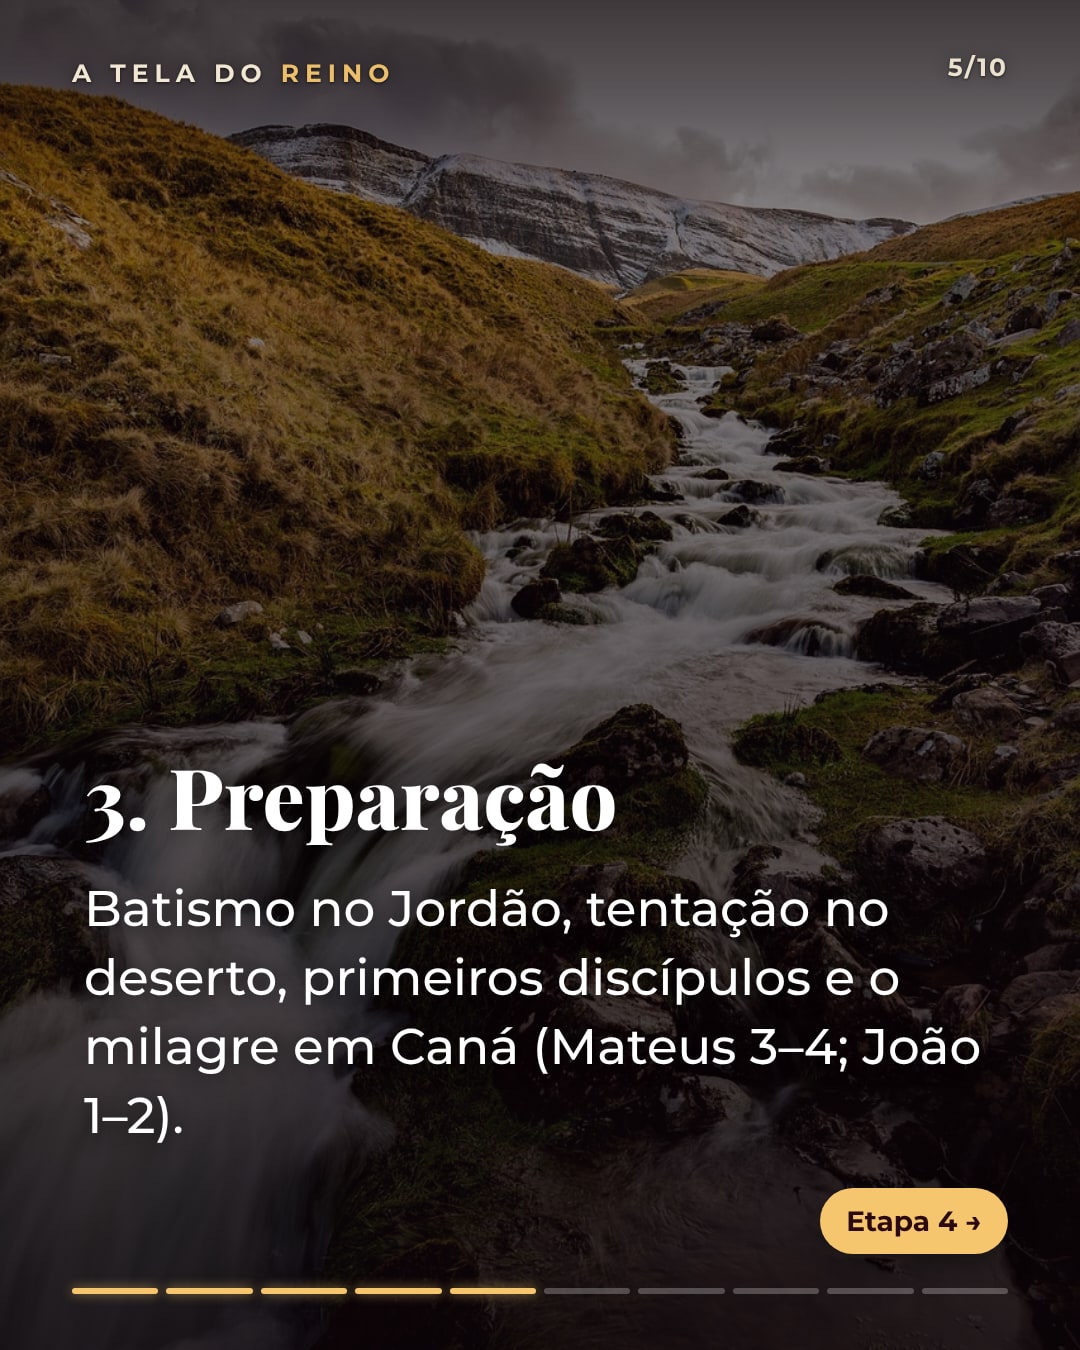 A TELA DO REINO
5/10
3. Preparação
Batismo no Jordão, tentação no
deserto, primeiros discípulos e o
milagre em Caná (Mateus 3–4; João
1–2).
Etapa 4 →